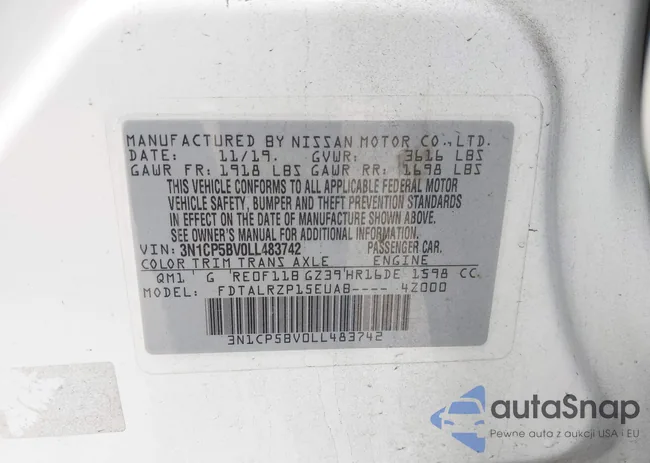 MANUFACTURED BY NISSAN MOTOR CO.,LTD.
DATE: 11/19. GVWR: 3616 LBS
GAWR FR: 1918 LBS GAWR RR: 1698 LBS
THIS VEHICLE CONFORMS TO ALL APPLICABLE FEDERAL MOTOR
VEHICLE SAFETY, BUMPER AND THEFT PREVENTION STANDARDS
IN EFFECT ON THE DATE OF MANUFACTURE SHOWN ABOVE.
SEE OWNER'S MANUAL FOR ADDITIONAL INFORMATION.
VIN: 3N1CP5BV0LL483742 PASSENGER CAR.
COLOR TRIM TRANS AXLE ENGINE
QM1' G 'RE0F11B GZ39'HR16DE 1598 CC
MODEL: FDTALRZP15EUAB---- 4Z000
3N1CP5BV0LL483742
autaSnap
Pewne auta z aukcji USA i EU